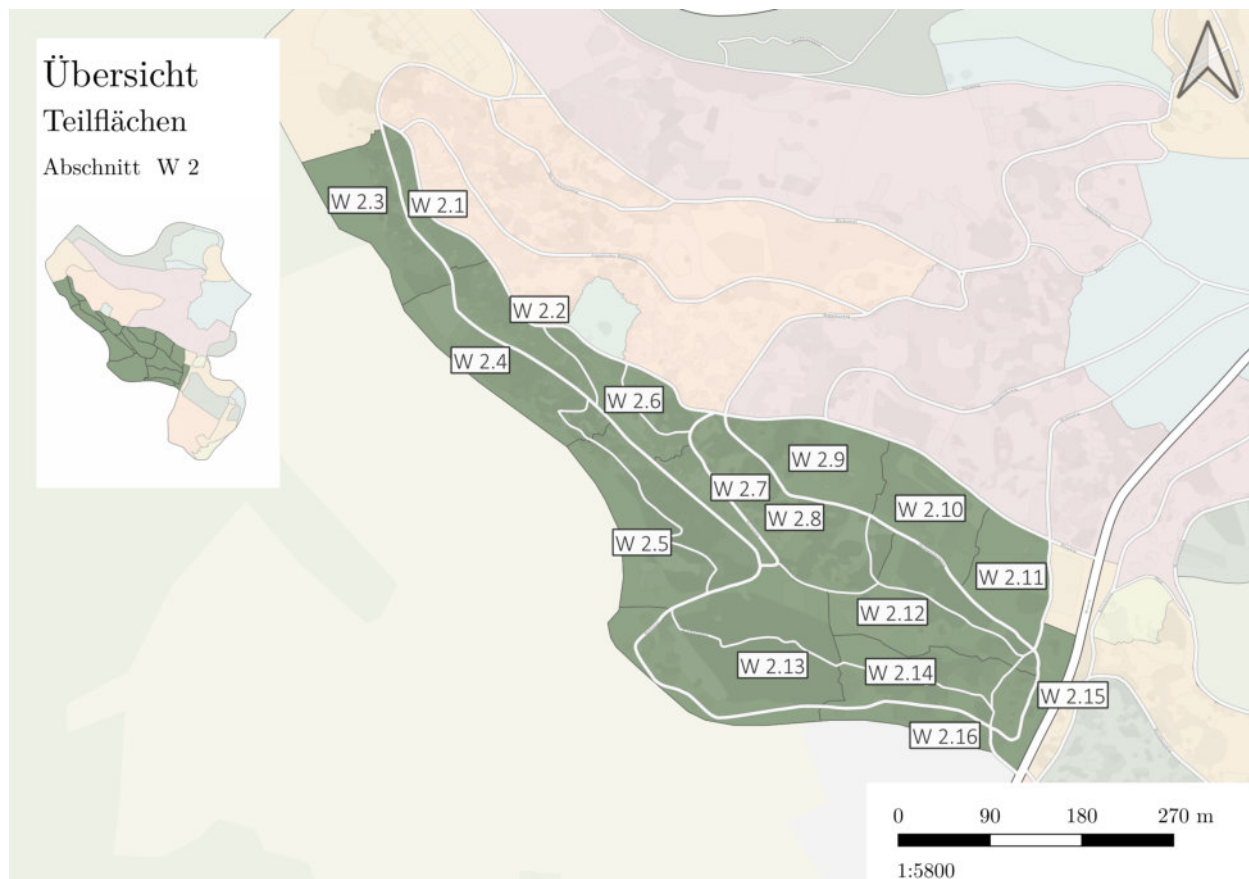 Übersicht
Teilflächen
Abschnitt W 2
W 2.3
W 2.1
W 2.2
W 2.4
W 2.6
W 2.9
W 2.7
W 2.10
W 2.8
W 2.5
W 2.11
W 2.12
W 2.13
W 2.14
W 2.15
W 2.16
0 90 180 270 m
1:5800